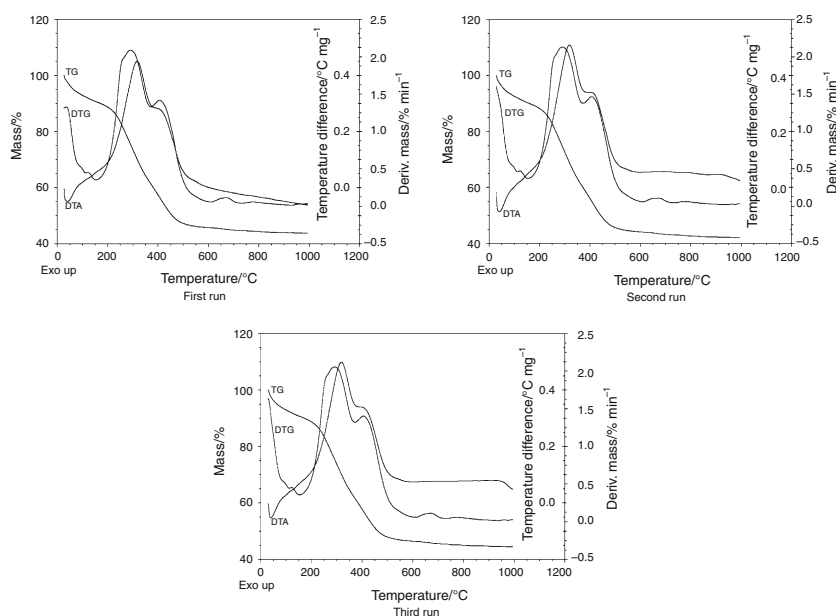 120
100
80
60
40
Mass/%
TG
DTG
DTA
0.4
0.2
0.0
Temperature difference/°C mg⁻¹
2.5
2.0
1.5
1.0
0.5
0.0
–0.5
Deriv. mass/% min⁻¹
0 200 400 600 800 1000 1200
Exo up
Temperature/°C
First run
120
100
80
60
40
Mass/%
TG
DTG
DTA
0.4
0.2
0.0
Temperature difference/°C mg⁻¹
2.5
2.0
1.5
1.0
0.5
0.0
–0.5
Deriv. mass/% min⁻¹
0 200 400 600 800 1000 1200
Exo up
Temperature/°C
Second run
120
100
80
60
40
Mass/%
TG
DTG
DTA
0.4
0.2
0.0
Temperature difference/°C mg⁻¹
2.5
2.0
1.5
1.0
0.5
0.0
–0.5
Deriv. mass/% min⁻¹
0 200 400 600 800 1000 1200
Exo up
Temperature/°C
Third run